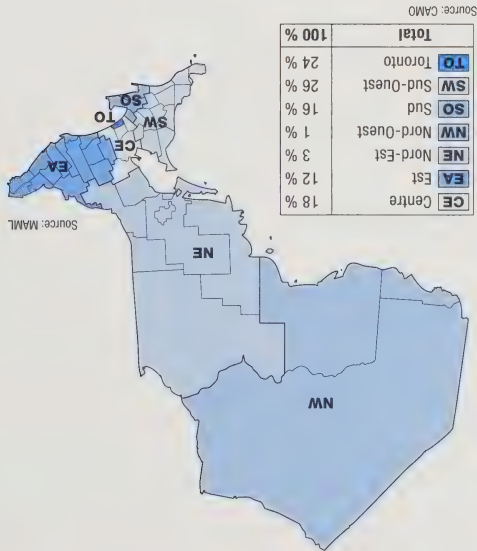 NW
NE
Source: MAML
EA
CE
TO
SW
SO
CE Centre 18 %
EA Est 12 %
NE Nord-Est 3 %
NW Nord-Ouest 1 %
SO Sud 16 %
SW Sud-Ouest 26 %
TO Toronto 24 %
Total 100 %
Source: CAMO